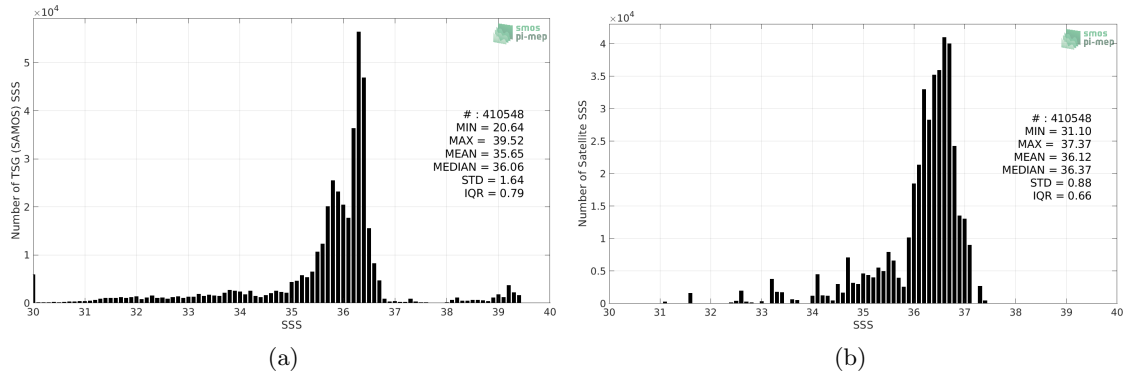 ×10⁴
smos
pi-mep
5
4
3
2
1
0
Number of TSG (SAMOS) SSS
# : 410548
MIN = 20.64
MAX = 39.52
MEAN = 35.65
MEDIAN = 36.06
STD = 1.64
IQR = 0.79
30 31 32 33 34 35 36 37 38 39 40
SSS
(a)
×10⁴
smos
pi-mep
4
3.5
3
2.5
2
1.5
1
0.5
0
Number of Satellite SSS
# : 410548
MIN = 31.10
MAX = 37.37
MEAN = 36.12
MEDIAN = 36.37
STD = 0.88
IQR = 0.66
30 31 32 33 34 35 36 37 38 39 40
SSS
(b)